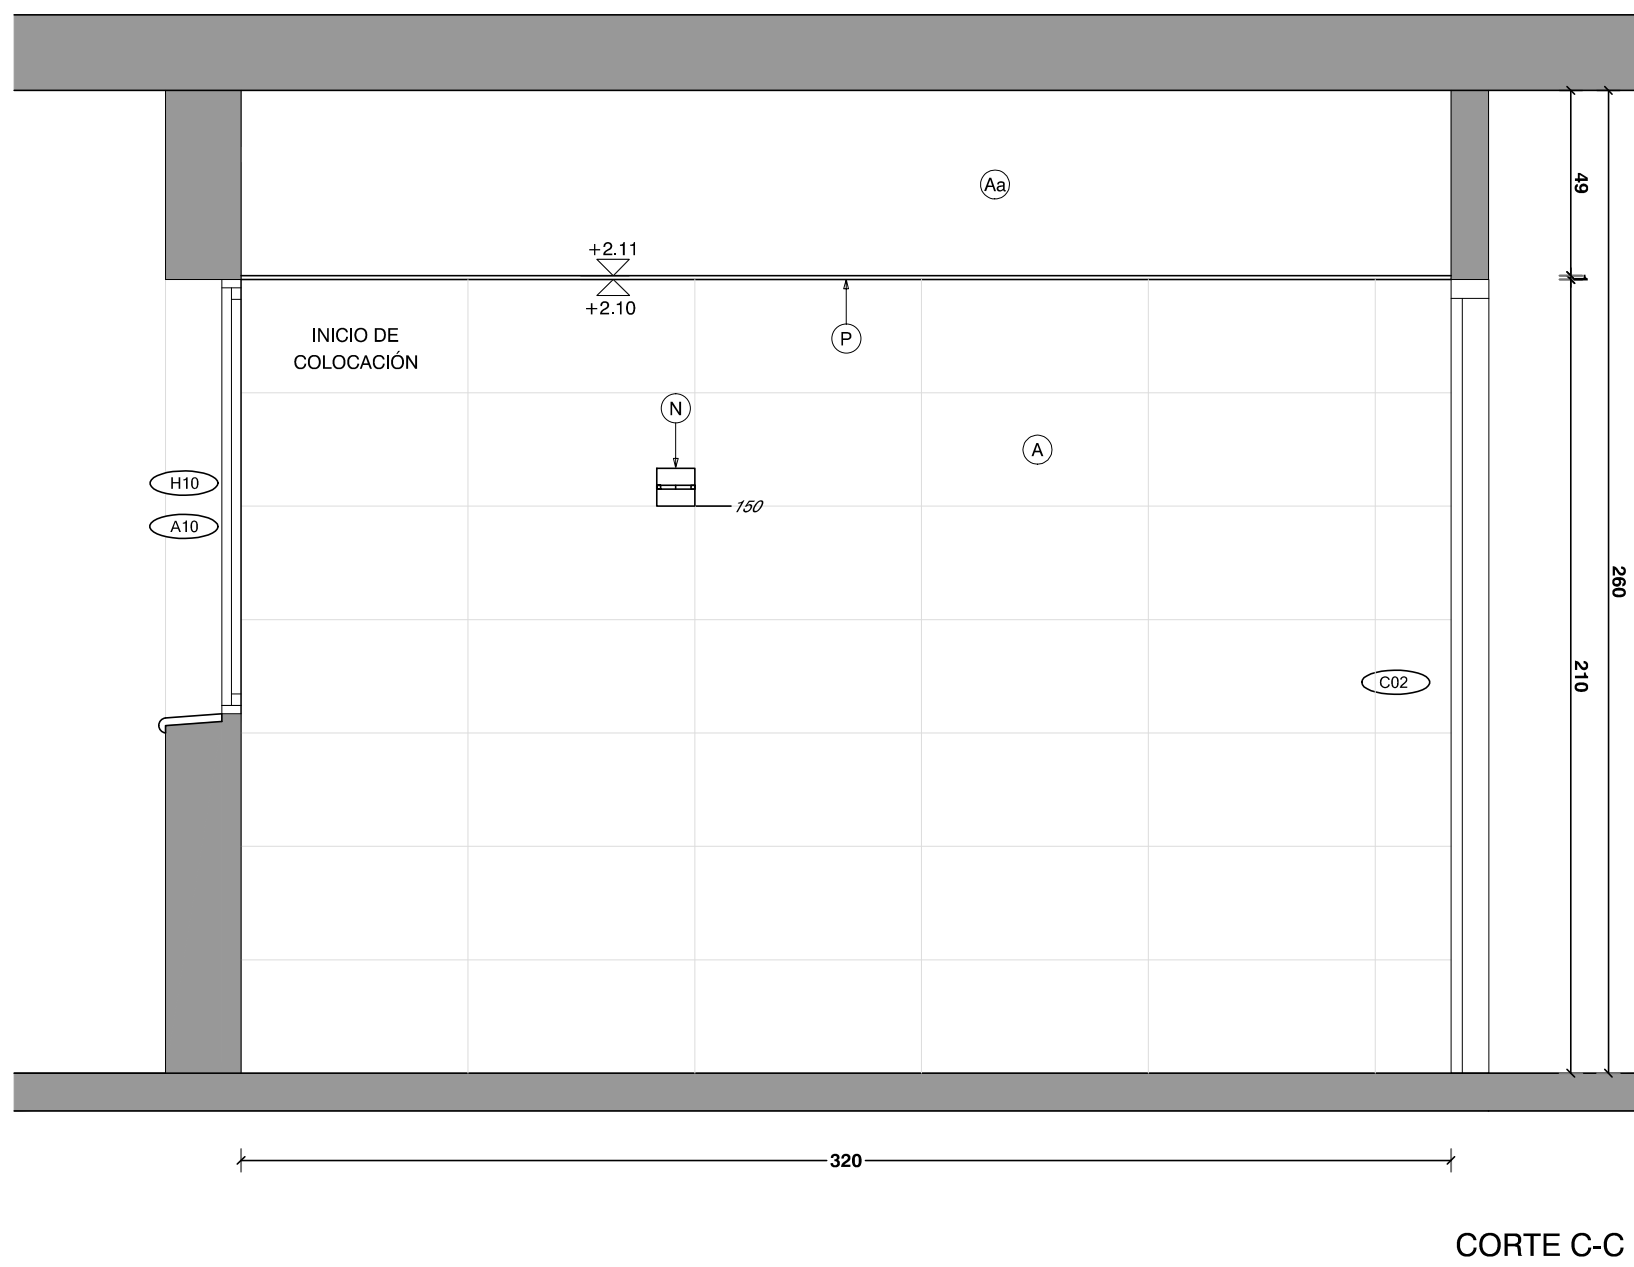 Aa
49
+2.11
1
+2.10
INICIO DE
COLOCACIÓN
P
N
A
H10
150
A10
260
210
C02
320
CORTE C-C